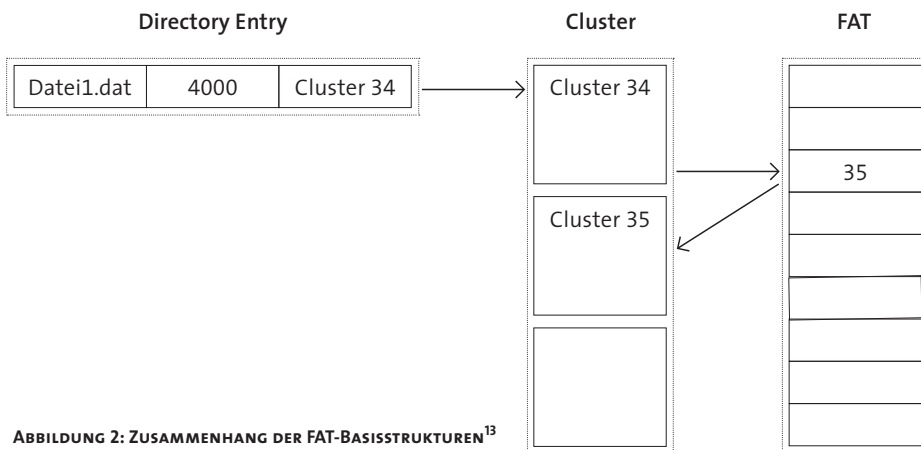 Directory Entry
Cluster
FAT
Datei1.dat
4000
Cluster 34
Cluster 34
35
Cluster 35
ABBILDUNG 2: ZUSAMMENHANG DER FAT-BASISSTRUKTUREN¹³